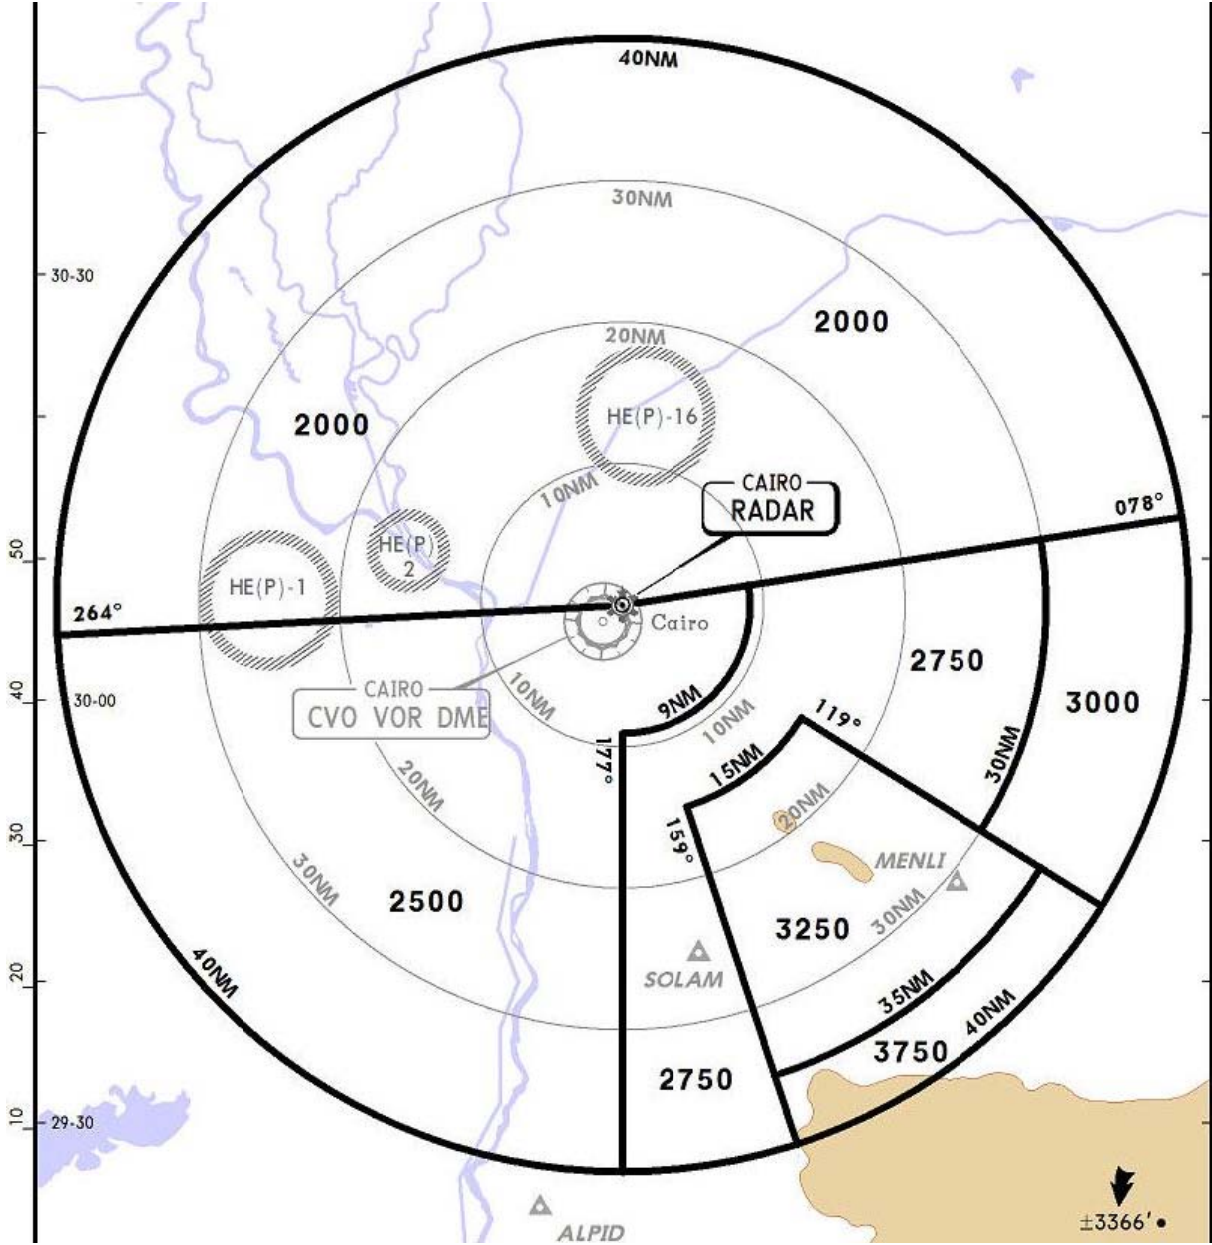 40NM
30NM
30-30
2000
20NM
2000
HE(P)-16
CAIRO
RADAR
10NM
078°
50
HE(P)
2
HE(P)-1
264°
Cairo
2750
3000
40
30-00
CAIRO
CVO VOR DME
10NM
9NM
10NM
119°
177°
15NM
30NM
20NM
20NM
159°
30
MENLI
30NM
2500
3250
30NM
SOLAM
40NM
20
35NM
40NM
3750
2750
10
29-30
ALPID
±3366'